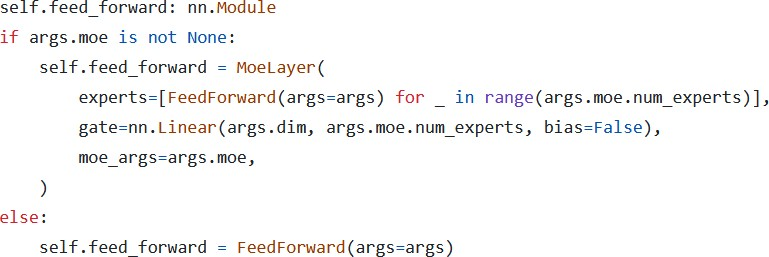 self.feed_forward: nn.Module
if args.moe is not None:
    self.feed_forward = MoeLayer(
        experts=[FeedForward(args=args) for _ in range(args.moe.num_experts)],
        gate=nn.Linear(args.dim, args.moe.num_experts, bias=False),
        moe_args=args.moe,
    )
else:
    self.feed_forward = FeedForward(args=args)